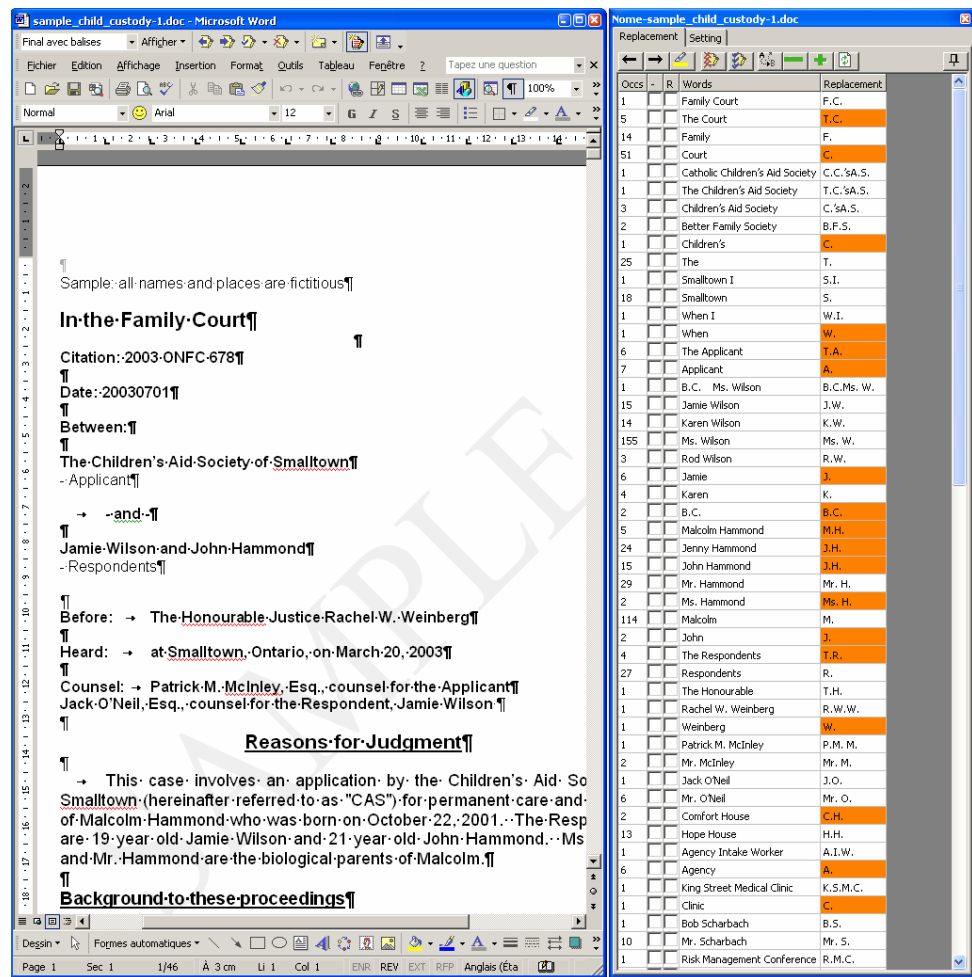 sample_child_custody-1.doc - Microsoft Word
Final avec balises Afficher
Fichier Edition Affichage Insertion Format Outils Tableau Fenêtre ? Tapez une question
100%
Normal Arial 12 G I S
Sample: all names and places are fictitious¶
In the Family Court¶
¶
Citation: 2003 ONFC 678¶
¶
Date: 20030701¶
¶
Between:¶
¶
The Children's Aid Society of Smalltown¶
- Applicant¶
- and -¶
¶
Jamie Wilson and John Hammond¶
- Respondents¶
¶
Before: → The Honourable Justice Rachel W. Weinberg¶
¶
Heard: → at Smalltown, Ontario, on March 20, 2003¶
¶
Counsel: → Patrick M. McInley, Esq., counsel for the Applicant¶
Jack O'Neil, Esq., counsel for the Respondent, Jamie Wilson ¶
¶
Reasons for Judgment¶
¶
→ This case involves an application by the Children's Aid So
Smalltown (hereinafter referred to as "CAS") for permanent care and
of Malcolm Hammond who was born on October 22, 2001. The Resp
are 19 year old Jamie Wilson and 21 year old John Hammond. Ms
and Mr. Hammond are the biological parents of Malcolm.¶
¶
Background to these proceedings¶
SAMPLE
Dessin Formes automatiques
Page 1 Sec 1 1/46 À 3 cm Li 1 Col 1 ENR REV EXT RFP Anglais (Éta
Nome-sample_child_custody-1.doc
Replacement Setting
Occs - R Words Replacement
1 Family Court F.C.
5 The Court T.C.
14 Family F.
51 Court C.
1 Catholic Children's Aid Society C.C.'sA.S.
1 The Children's Aid Society T.C.'sA.S.
3 Children's Aid Society C.'sA.S.
2 Better Family Society B.F.S.
1 Children's C.
25 The T.
1 Smalltown I S.I.
18 Smalltown S.
1 When I W.I.
1 When W.
6 The Applicant T.A.
7 Applicant A.
1 B.C. Ms. Wilson B.C.Ms. W.
15 Jamie Wilson J.W.
14 Karen Wilson K.W.
155 Ms. Wilson Ms. W.
3 Rod Wilson R.W.
6 Jamie J.
4 Karen K.
2 B.C. B.C.
5 Malcolm Hammond M.H.
24 Jenny Hammond J.H.
15 John Hammond J.H.
29 Mr. Hammond Mr. H.
2 Ms. Hammond Ms. H.
114 Malcolm M.
2 John J.
4 The Respondents T.R.
27 Respondents R.
1 The Honourable T.H.
1 Rachel W. Weinberg R.W.W.
1 Weinberg W.
1 Patrick M. McInley P.M. M.
2 Mr. McInley Mr. M.
1 Jack O'Neil J.O.
6 Mr. O'Neil Mr. O.
2 Comfort House C.H.
13 Hope House H.H.
1 Agency Intake Worker A.I.W.
6 Agency A.
1 King Street Medical Clinic K.S.M.C.
1 Clinic C.
1 Bob Scharbach B.S.
10 Mr. Scharbach Mr. S.
1 Risk Management Conference R.M.C.